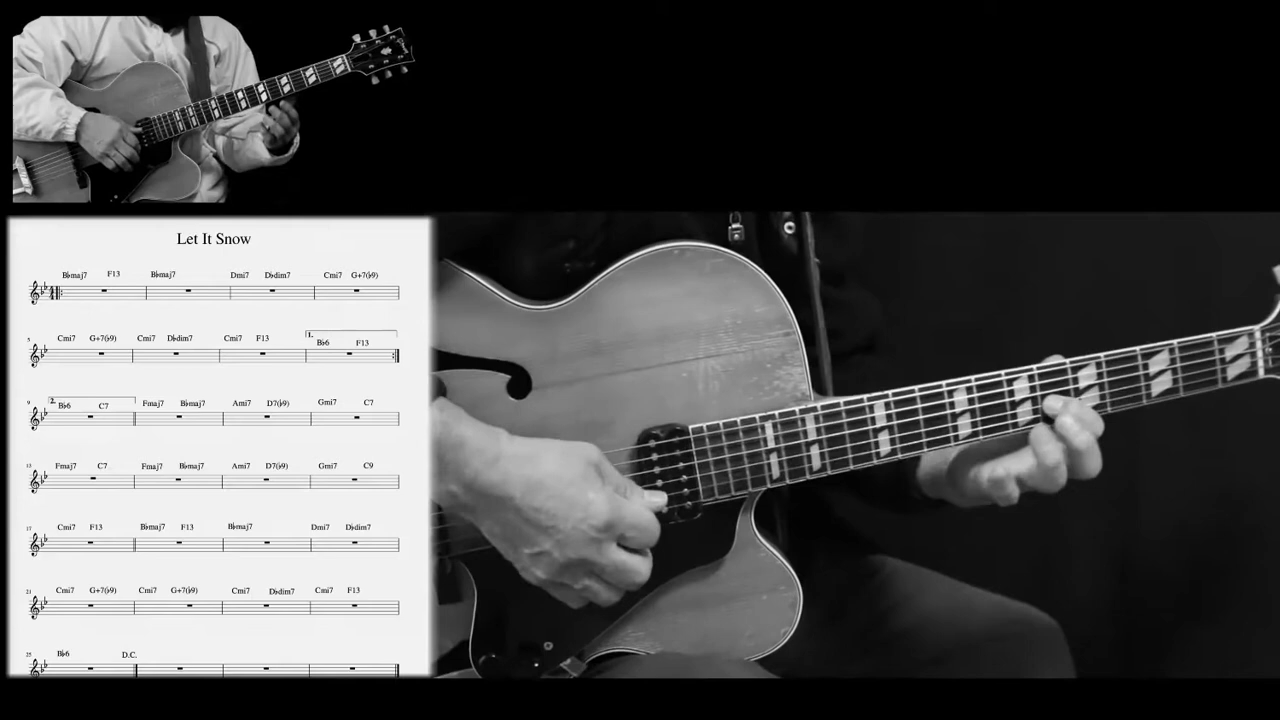 Let It Snow
B♭maj7 F13 B♭maj7 Dmi7 D♭dim7 Cmi7 G+7(♭9)
5 Cmi7 G+7(♭9) Cmi7 D♭dim7 Cmi7 F13 1. B♭6 F13
9 2. B♭6 C7 Fmaj7 B♭maj7 Ami7 D7(♭9) Gmi7 C7
13 Fmaj7 C7 Fmaj7 B♭maj7 Ami7 D7(♭9) Gmi7 C9
17 Cmi7 F13 B♭maj7 F13 B♭maj7 Dmi7 D♭dim7
21 Cmi7 G+7(♭9) Cmi7 G+7(♭9) Cmi7 D♭dim7 Cmi7 F13
25 B♭6 D.C.